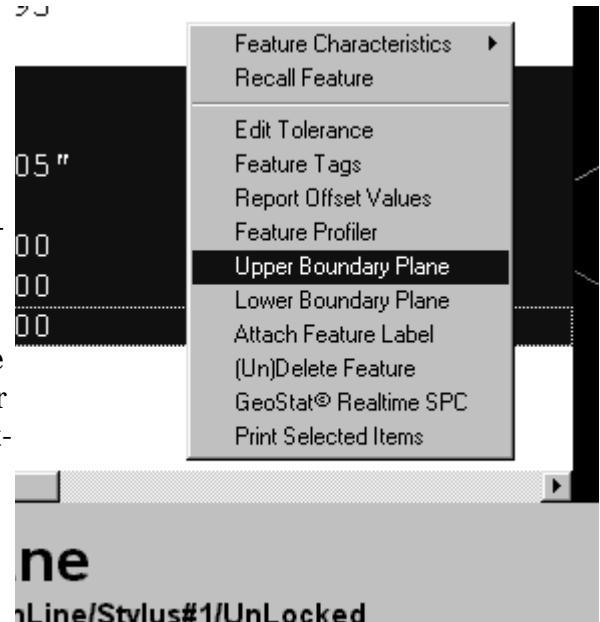 Feature Characteristics
Recall Feature
Edit Tolerance
05"
Feature Tags
Report Offset Values
Feature Profiler
00
Upper Boundary Plane
00
Lower Boundary Plane
00
Attach Feature Label
(Un)Delete Feature
GeoStat© Realtime SPC
Print Selected Items
ne
nLine/Stylus#1/UnLocked